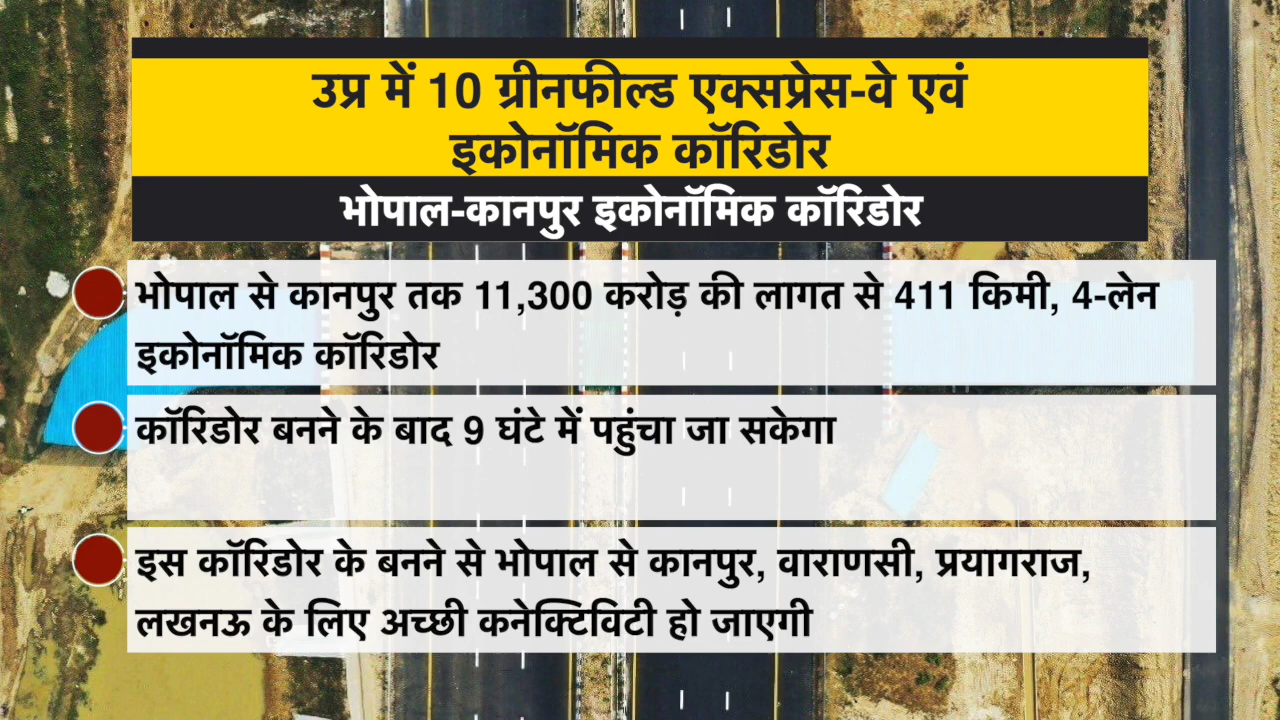 उप्र में 10 ग्रीनफील्ड एक्सप्रेस-वे एवं
इकोनॉमिक कॉरिडोर
भोपाल-कानपुर इकोनॉमिक कॉरिडोर
भोपाल से कानपुर तक 11,300 करोड़ की लागत से 411 किमी, 4-लेन
इकोनॉमिक कॉरिडोर
कॉरिडोर बनने के बाद 9 घंटे में पहुंचा जा सकेगा
इस कॉरिडोर के बनने से भोपाल से कानपुर, वाराणसी, प्रयागराज,
लखनऊ के लिए अच्छी कनेक्टिविटी हो जाएगी